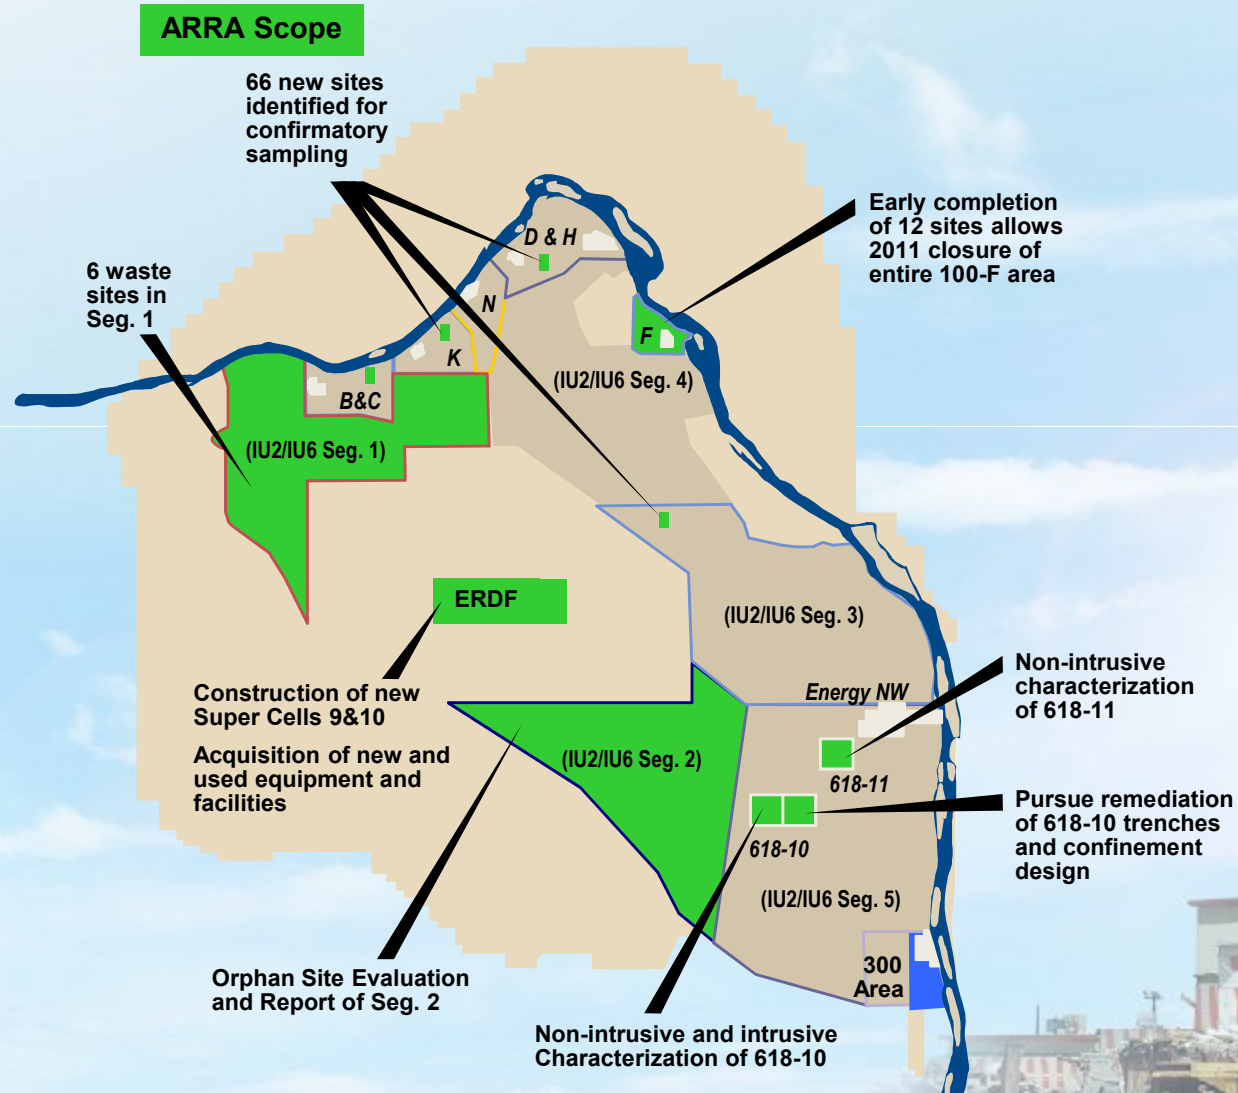 ARRA Scope
66 new sites
identified for
confirmatory
sampling
6 waste
sites in
Seg. 1
Early completion
of 12 sites allows
2011 closure of
entire 100-F area
D & H
N
K
B&C
F
(IU2/IU6 Seg. 4)
(IU2/IU6 Seg. 1)
ERDF
(IU2/IU6 Seg. 3)
Construction of new
Super Cells 9&10
Acquisition of new and
used equipment and
facilities
Energy NW
Non-intrusive
characterization
of 618-11
(IU2/IU6 Seg. 2)
618-11
Pursue remediation
of 618-10 trenches
and confinement
design
618-10
(IU2/IU6 Seg. 5)
300
Area
Orphan Site Evaluation
and Report of Seg. 2
Non-intrusive and intrusive
Characterization of 618-10